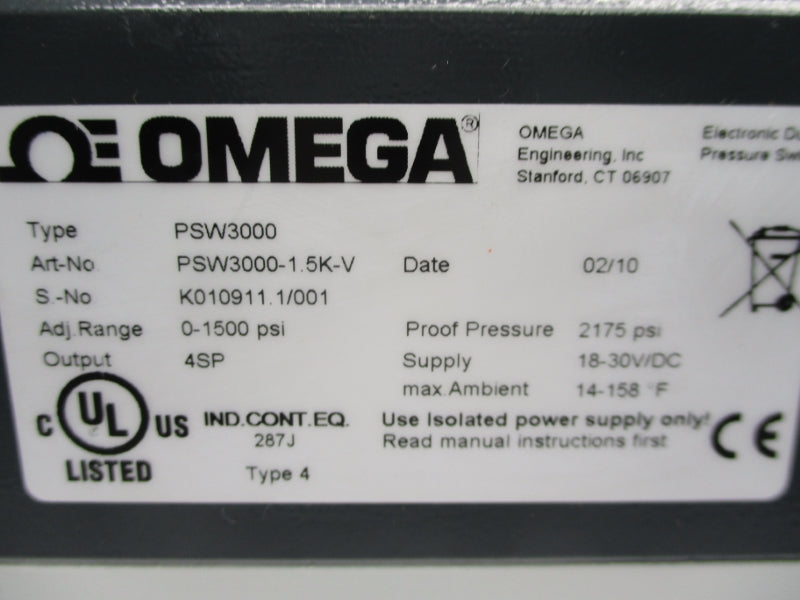 OMEGA®
OMEGA
Engineering, Inc
Stanford, CT 06907
Electronic
Pressure
Type PSW3000
Art-No. PSW3000-1.5K-V Date 02/10
S.-No K010911.1/001
Adj.Range 0-1500 psi Proof Pressure 2175 psi
Output 4SP Supply 18-30V/DC
max.Ambient 14-158 °F
C UL US
LISTED
IND.CONT.EQ.
287J
Type 4
Use Isolated power supply only!
Read manual instructions first
CE